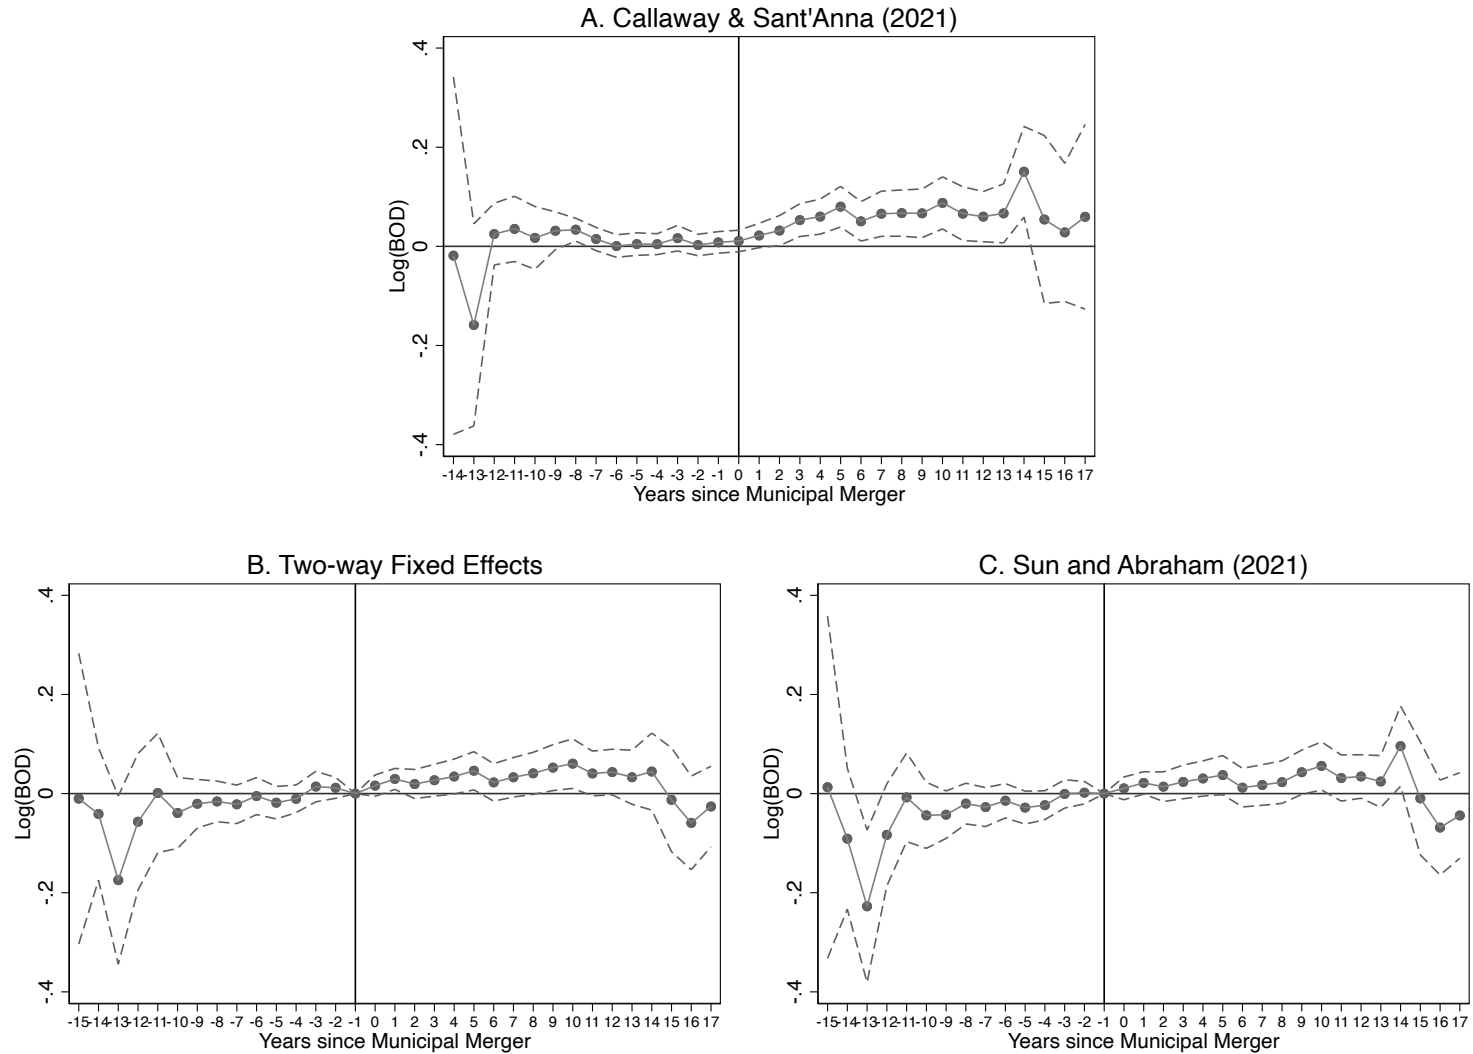 A. Callaway & Sant'Anna (2021)
.4
.2
0
-.2
-.4
Log(BOD)
-14 -13 -12 -11 -10 -9 -8 -7 -6 -5 -4 -3 -2 -1 0 1 2 3 4 5 6 7 8 9 10 11 12 13 14 15 16 17
Years since Municipal Merger
B. Two-way Fixed Effects
.4
.2
0
-.2
-.4
Log(BOD)
-15 -14 -13 -12 -11 -10 -9 -8 -7 -6 -5 -4 -3 -2 -1 0 1 2 3 4 5 6 7 8 9 10 11 12 13 14 15 16 17
Years since Municipal Merger
C. Sun and Abraham (2021)
.4
.2
0
-.2
-.4
Log(BOD)
-15 -14 -13 -12 -11 -10 -9 -8 -7 -6 -5 -4 -3 -2 -1 0 1 2 3 4 5 6 7 8 9 10 11 12 13 14 15 16 17
Years since Municipal Merger